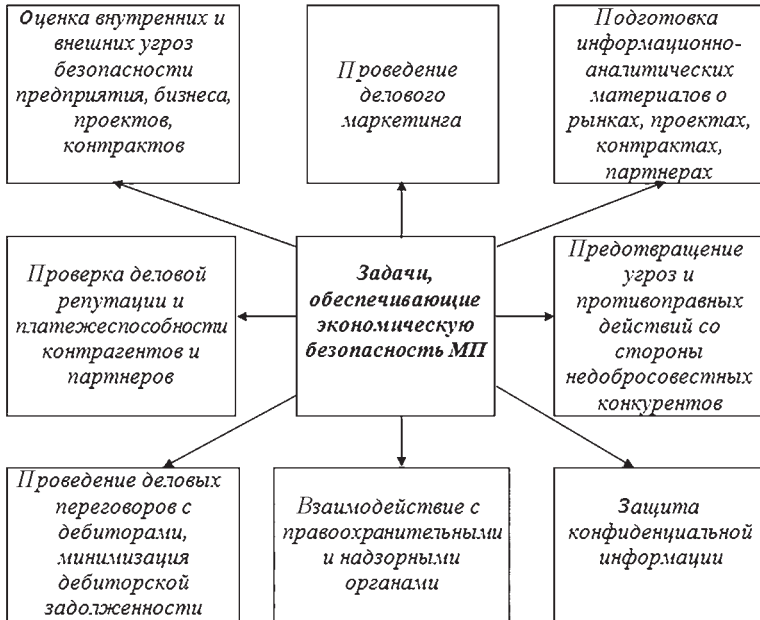 Оценка внутренних и
внешних угроз
безопасности
предприятия, бизнеса,
проектов,
контрактов
Проведение
делового
маркетинга
Подготовка
информационно-
аналитических
материалов о
рынках, проектах,
контрактах,
партнерах
Проверка деловой
репутации и
платежеспособности
контрагентов и
партнеров
Задачи,
обеспечивающие
экономическую
безопасность МП
Предотвращение
угроз и
противоправных
действий со
стороны
недобросовестных
конкурентов
Проведение деловых
переговоров с
дебиторами,
минимизация
дебиторской
задолженности
Взаимодействие с
правоохранительными
и надзорными
органами
Защита
конфиденциальной
информации